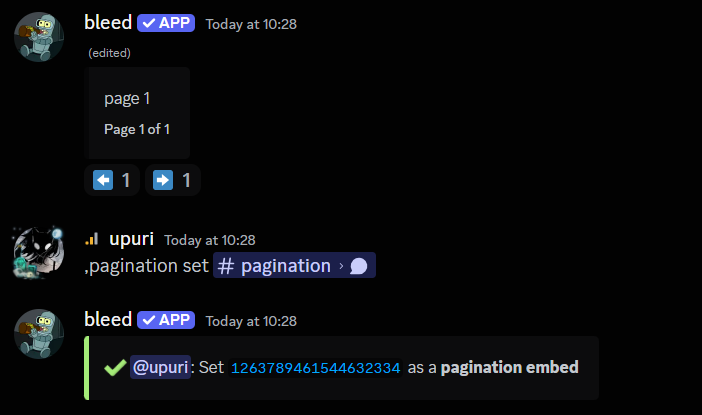 bleed ✓ APP Today at 10:28
(edited)
page 1
Page 1 of 1
1 1
upuri Today at 10:28
,pagination set # pagination ›
bleed ✓ APP Today at 10:28
@upuri: Set 1263789461544632334 as a pagination embed